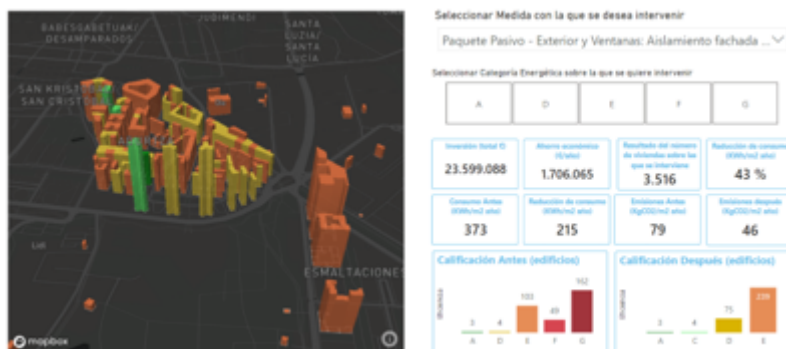 JUDIMENDI
BABESGABETUAK/
DESAMPARADOS
SANTA
LUZIA/
SANTA
LUCÍA
SAN KRISTOBAL/
SAN CRISTOBAL
Lidl
ESMALTACIONES
mapbox
Seleccionar Medida con la que se desea intervenir
Paquete Pasivo - Exterior y Ventanas: Aislamiento fachada ...
Seleccionar Categoría Energética sobre la que se quiere intervenir
A D E F G
Inversión Total €
23.599.088
Ahorro económico
(€/año)
1.706.065
Resultado del número
de viviendas sobre las
que se interviene
3.516
Reducción de consumo
(KWh/m2 año)
43 %
Consumo Antes
(KWh/m2 año)
373
Reducción de consumo
(KWh/m2 año)
215
Emisiones Antes
(KgCO2/m2 año)
79
Emisiones después
(KgCO2/m2 año)
46
Calificación Antes (edificios)
3 4 103 49 162
A D E F G
Calificación Después (edificios)
3 4 75 239
A C D E